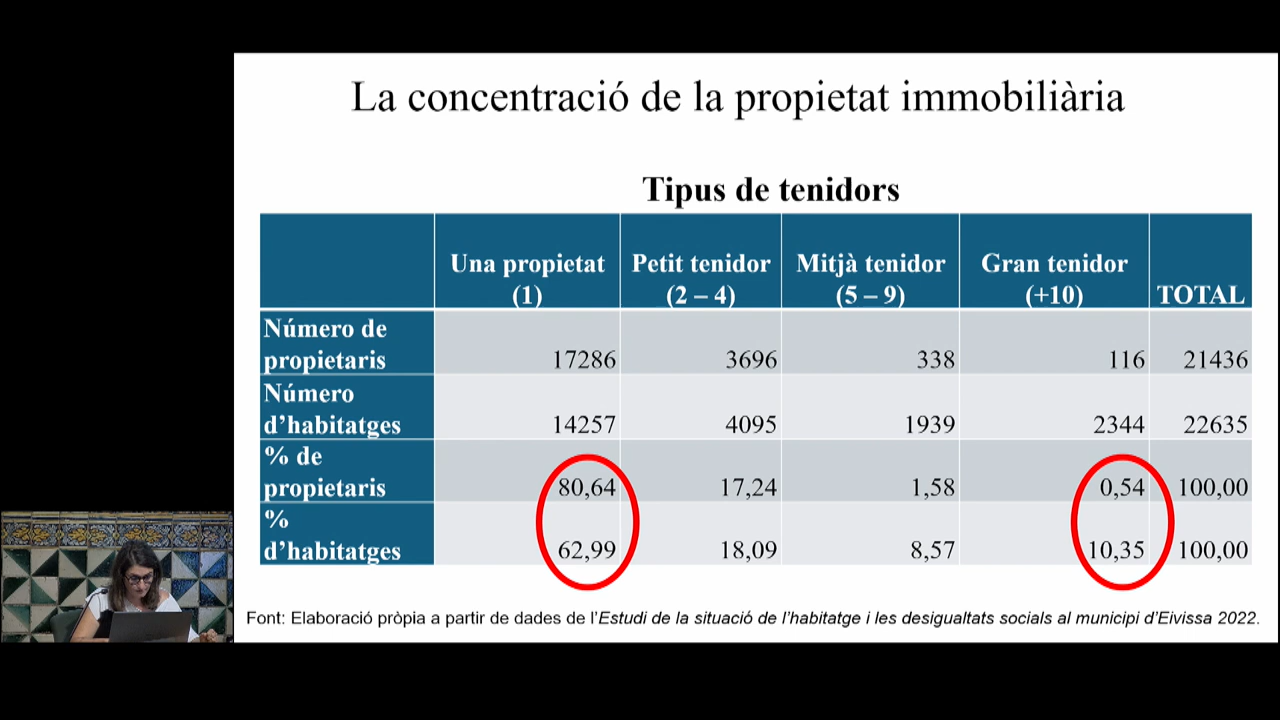 La concentració de la propietat immobiliària
Tipus de tenidors
Una propietat (1) Petit tenidor (2 – 4) Mitjà tenidor (5 – 9) Gran tenidor (+10) TOTAL
Número de propietaris 17286 3696 338 116 21436
Número d’habitatges 14257 4095 1939 2344 22635
% de propietaris 80,64 17,24 1,58 0,54 100,00
% d’habitatges 62,99 18,09 8,57 10,35 100,00
Font: Elaboració pròpia a partir de dades de l’Estudi de la situació de l’habitatge i les desigualtats socials al municipi d’Eivissa 2022.